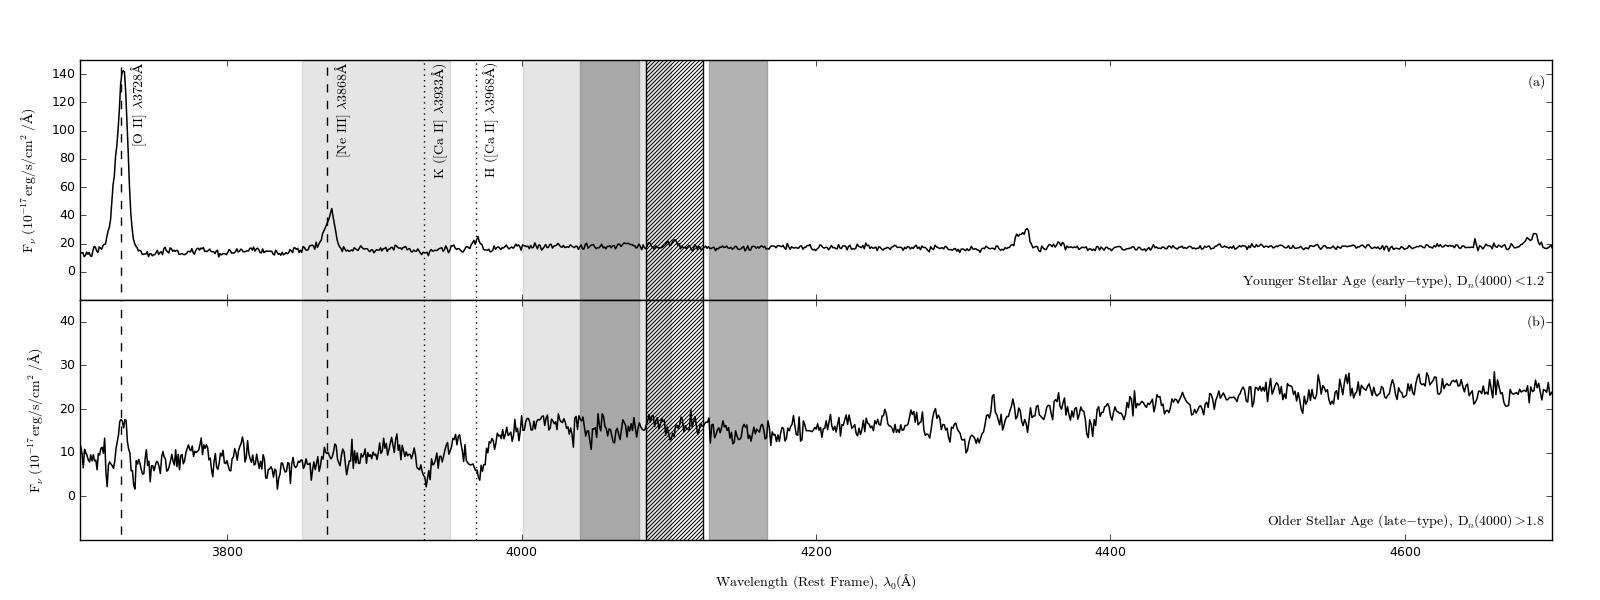 140
120
100
80
60
40
20
0
F_ν (10^−17 erg/s/cm^2 /Å)
[O II] λ3728Å
[Ne III] λ3868Å
K ([Ca II] λ3933Å)
H ([Ca II] λ3968Å)
(a)
Younger Stellar Age (early−type), D_n(4000) <1.2
40
30
20
10
0
F_ν (10^−17 erg/s/cm^2 /Å)
(b)
Older Stellar Age (late−type), D_n(4000) >1.8
3800 4000 4200 4400 4600
Wavelength (Rest Frame), λ_0(Å)